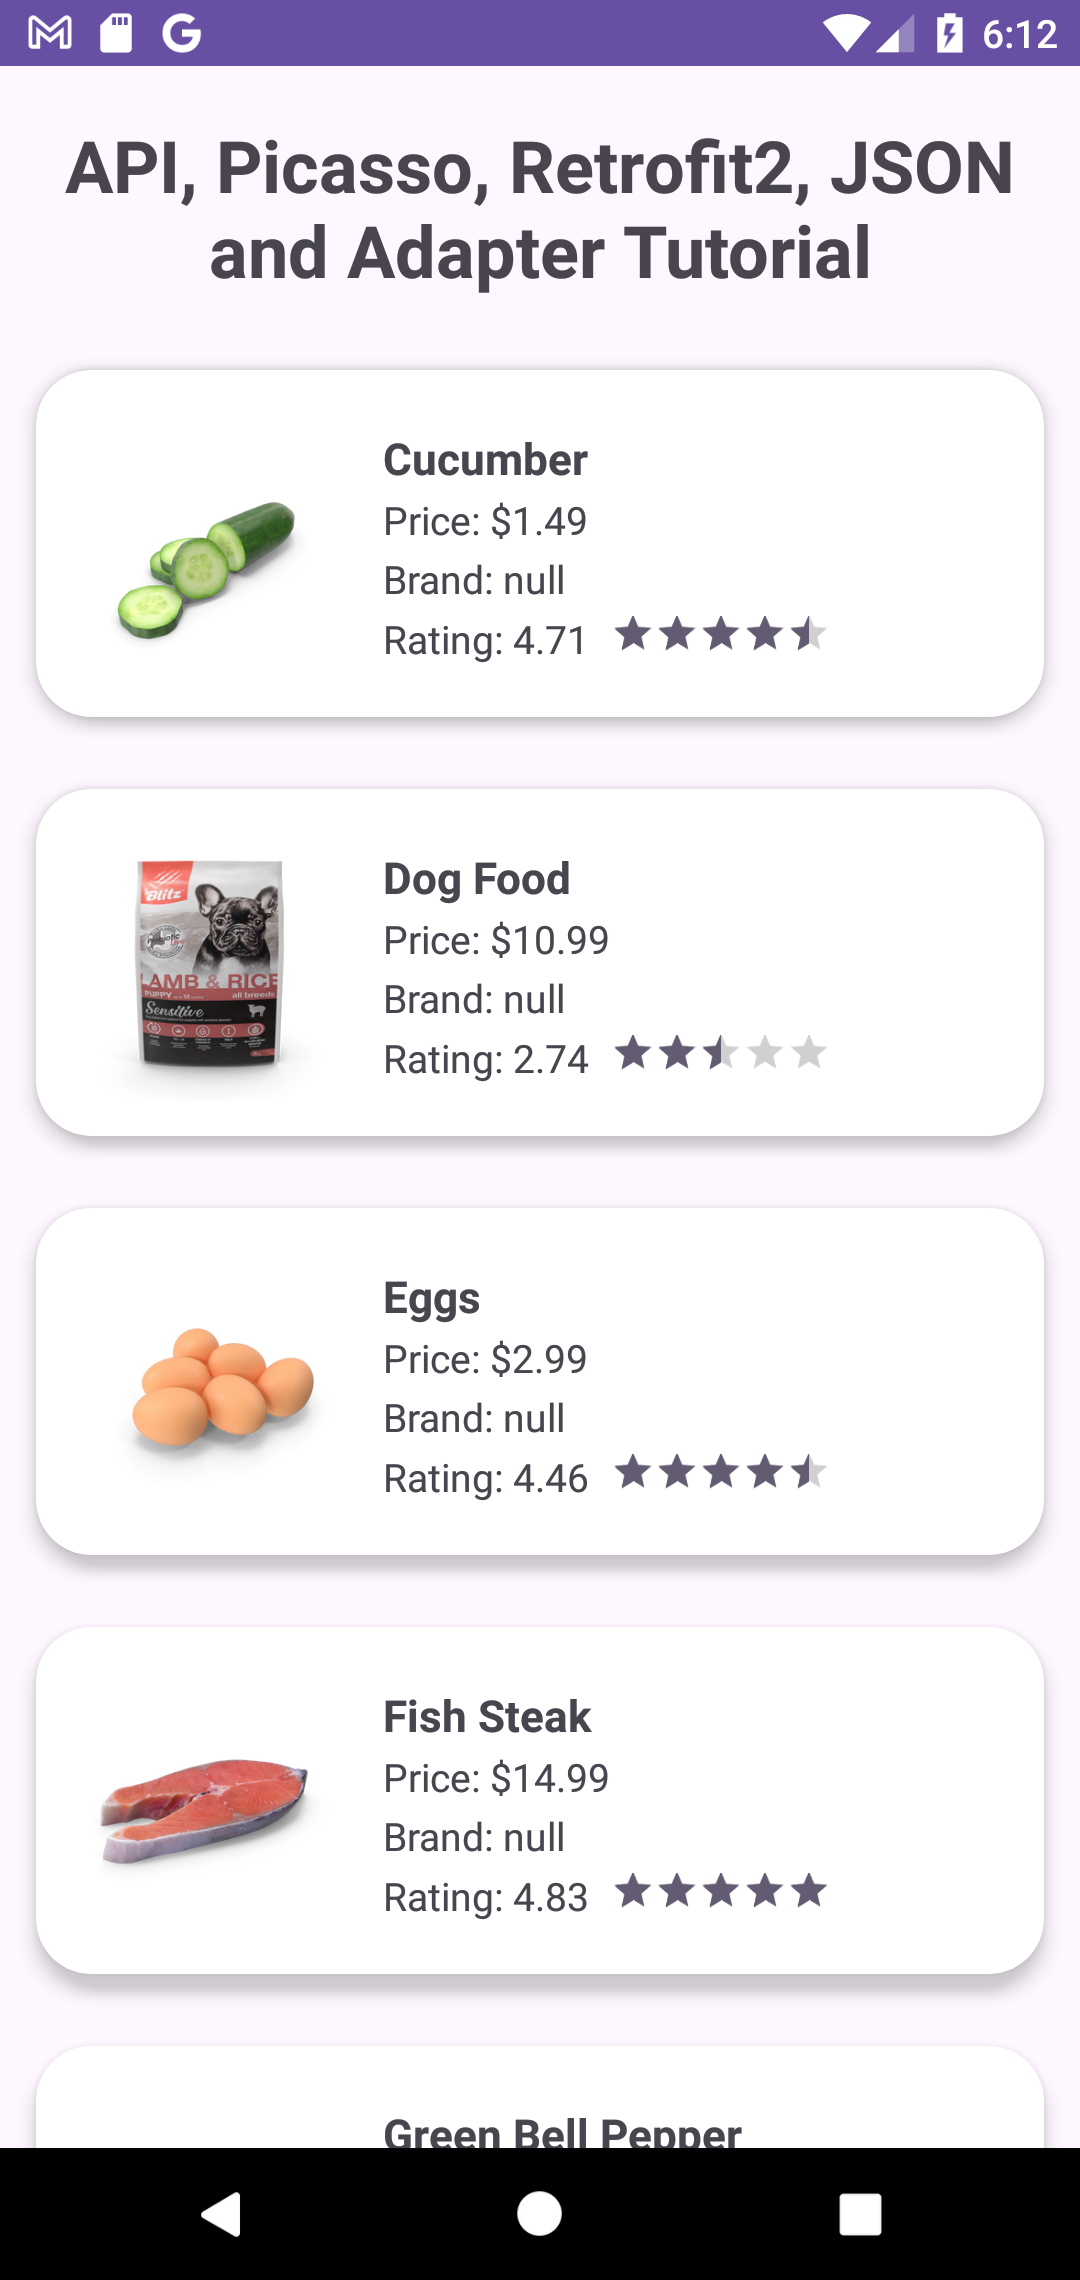 6:12
API, Picasso, Retrofit2, JSON
and Adapter Tutorial
Cucumber
Price: $1.49
Brand: null
Rating: 4.71
Blitz
LAMB & RICE
PUPPY
all breeds
Sensitive
Dog Food
Price: $10.99
Brand: null
Rating: 2.74
Eggs
Price: $2.99
Brand: null
Rating: 4.46
Fish Steak
Price: $14.99
Brand: null
Rating: 4.83
Green Bell Pepper